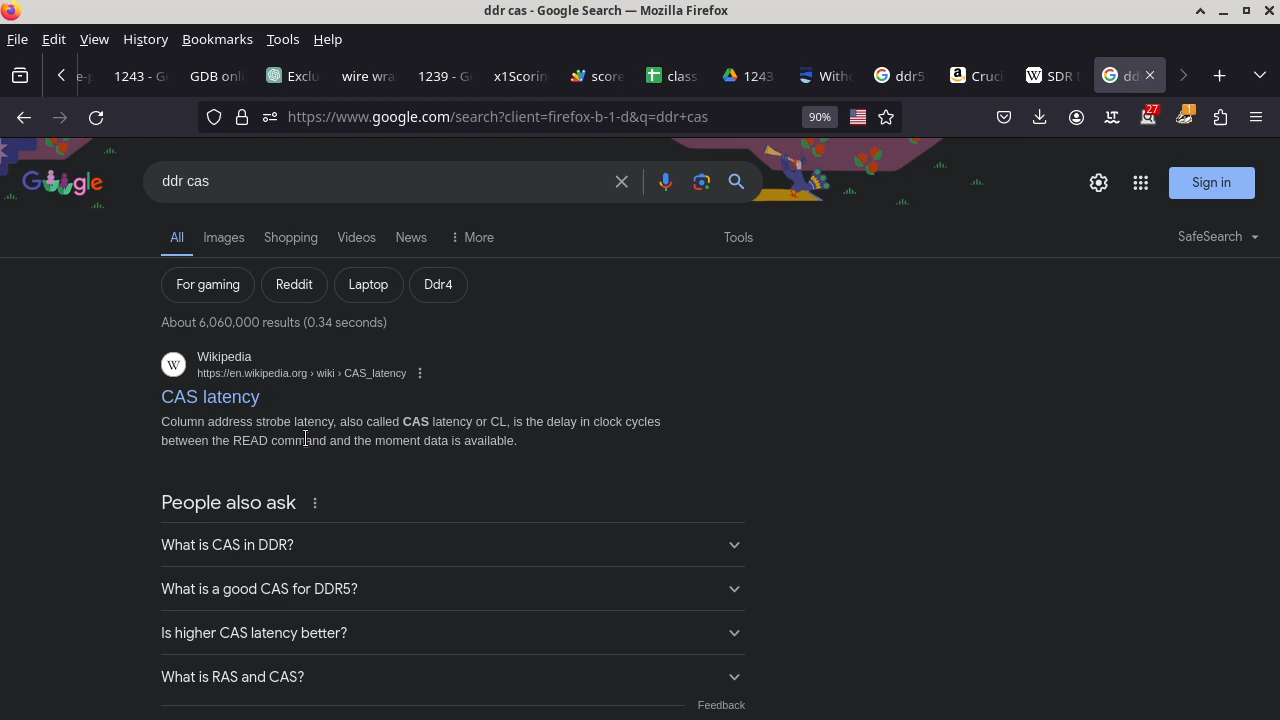 ddr cas - Google Search — Mozilla Firefox
File Edit View History Bookmarks Tools Help
1243 - G GDB onl Exclu wire wra 1239 - G x1Scorin score class 1243 With ddr5 Cruci SDR dd
https://www.google.com/search?client=firefox-b-1-d&q=ddr+cas 90% 27 1
Google ddr cas Sign in
All Images Shopping Videos News More Tools SafeSearch
For gaming Reddit Laptop Ddr4
About 6,060,000 results (0.34 seconds)
W Wikipedia
https://en.wikipedia.org › wiki › CAS_latency
CAS latency
Column address strobe latency, also called CAS latency or CL, is the delay in clock cycles
between the READ command and the moment data is available.
People also ask
What is CAS in DDR?
What is a good CAS for DDR5?
Is higher CAS latency better?
What is RAS and CAS?
Feedback